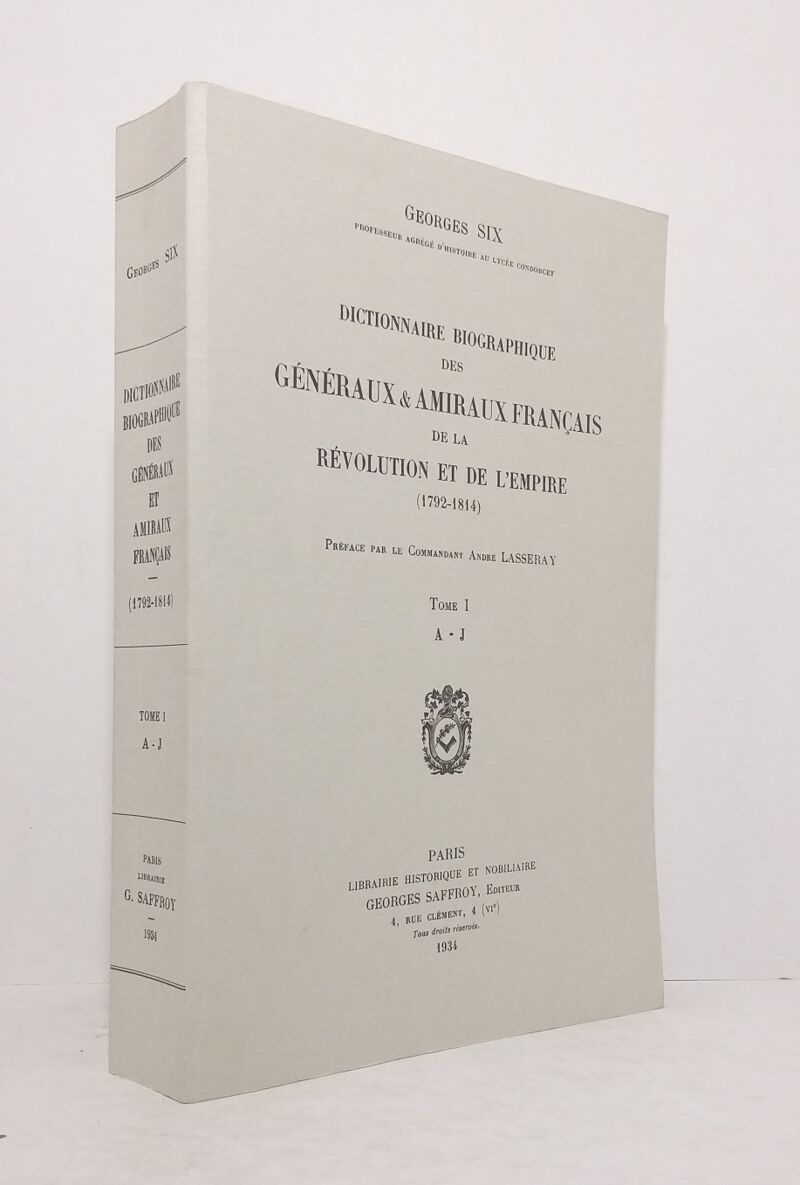 Georges SIX
DICTIONNAIRE
BIOGRAPHIQUE
DES
GÉNÉRAUX
ET
AMIRAUX
FRANÇAIS
(1792-1814)
TOME I
A - J
PARIS
LIBRAIRIE
G. SAFFROY
1934
Georges SIX
PROFESSEUR AGRÉGÉ D'HISTOIRE AU LYCÉE CONDORCET
DICTIONNAIRE BIOGRAPHIQUE
DES
GÉNÉRAUX & AMIRAUX FRANÇAIS
DE LA
RÉVOLUTION ET DE L'EMPIRE
(1792-1814)
Préface par le Commandant André LASSERAY
Tome I
A - J
PARIS
LIBRAIRIE HISTORIQUE ET NOBILIAIRE
GEORGES SAFFROY, Editeur
4, RUE CLÉMENT, 4 (VIe)
Tous droits réservés.
1934